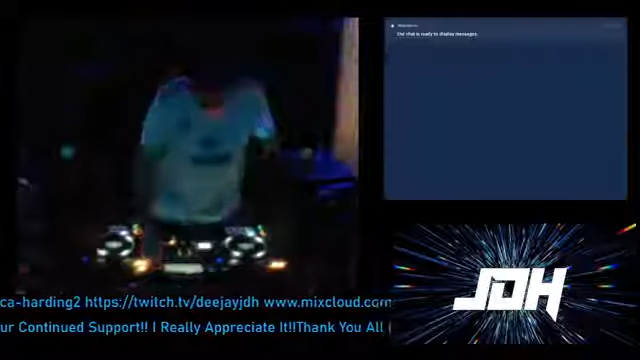 chat is ready to display messages.
JDH
ca-harding2 https://twitch.tv/deejayjdh www.mixcloud.com
ur Continued Support!! I Really Appreciate It!!Thank You All